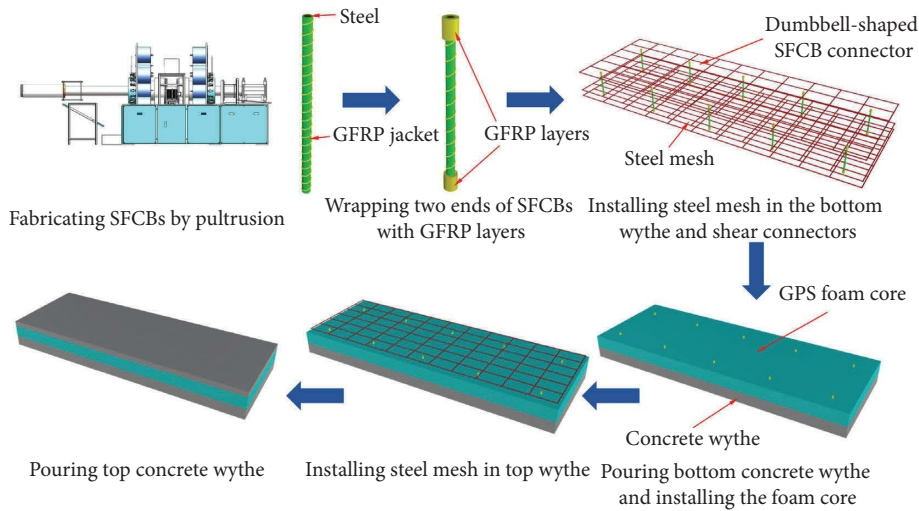 Steel
GFRP jacket
Fabricating SFCBs by pultrusion
GFRP layers
Wrapping two ends of SFCBs
with GFRP layers
Dumbbell-shaped
SFCB connector
Steel mesh
Installing steel mesh in the bottom
wythe and shear connectors
GPS foam core
Concrete wythe
Pouring bottom concrete wythe
and installing the foam core
Installing steel mesh in top wythe
Pouring top concrete wythe